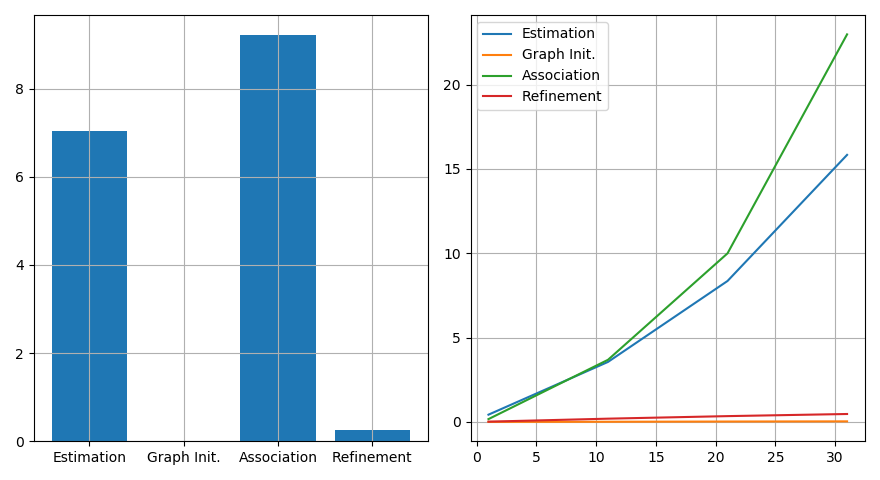 8
6
4
2
0
Estimation Graph Init. Association Refinement
Estimation
Graph Init.
Association
Refinement
20
15
10
5
0
0 5 10 15 20 25 30